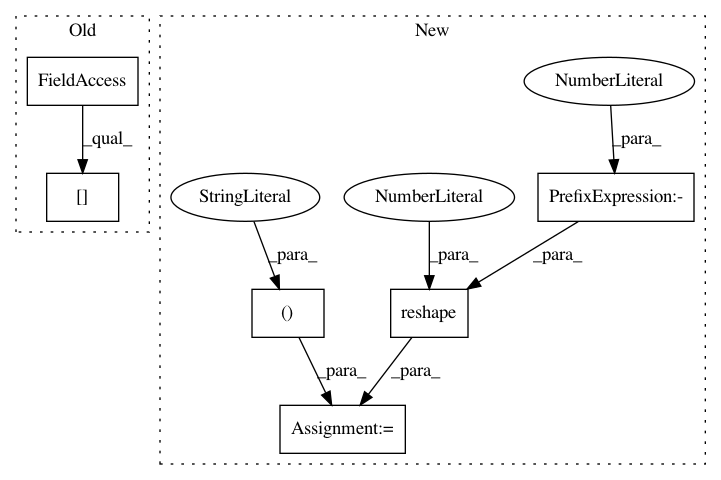 Old
New
FieldAccess
NumberLiteral
_qual_
_para_
StringLiteral
NumberLiteral
[]
PrefixExpression:-
_para_
_para_
_para_
()
reshape
_para_
_para_
Assignment:=